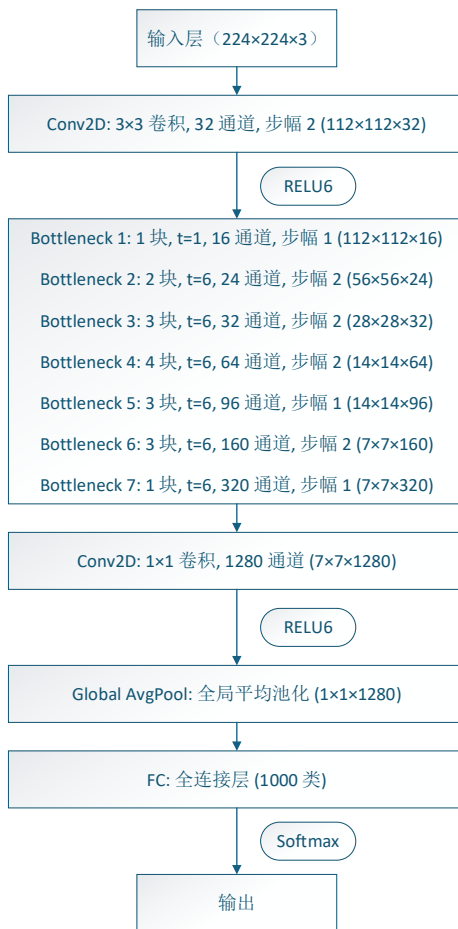 输入层（224×224×3）
Conv2D: 3×3 卷积, 32 通道, 步幅 2 (112×112×32)
RELU6
Bottleneck 1: 1 块, t=1, 16 通道, 步幅 1 (112×112×16)
Bottleneck 2: 2 块, t=6, 24 通道, 步幅 2 (56×56×24)
Bottleneck 3: 3 块, t=6, 32 通道, 步幅 2 (28×28×32)
Bottleneck 4: 4 块, t=6, 64 通道, 步幅 2 (14×14×64)
Bottleneck 5: 3 块, t=6, 96 通道, 步幅 1 (14×14×96)
Bottleneck 6: 3 块, t=6, 160 通道, 步幅 2 (7×7×160)
Bottleneck 7: 1 块, t=6, 320 通道, 步幅 1 (7×7×320)
Conv2D: 1×1 卷积, 1280 通道 (7×7×1280)
RELU6
Global AvgPool: 全局平均池化 (1×1×1280)
FC: 全连接层 (1000 类)
Softmax
输出